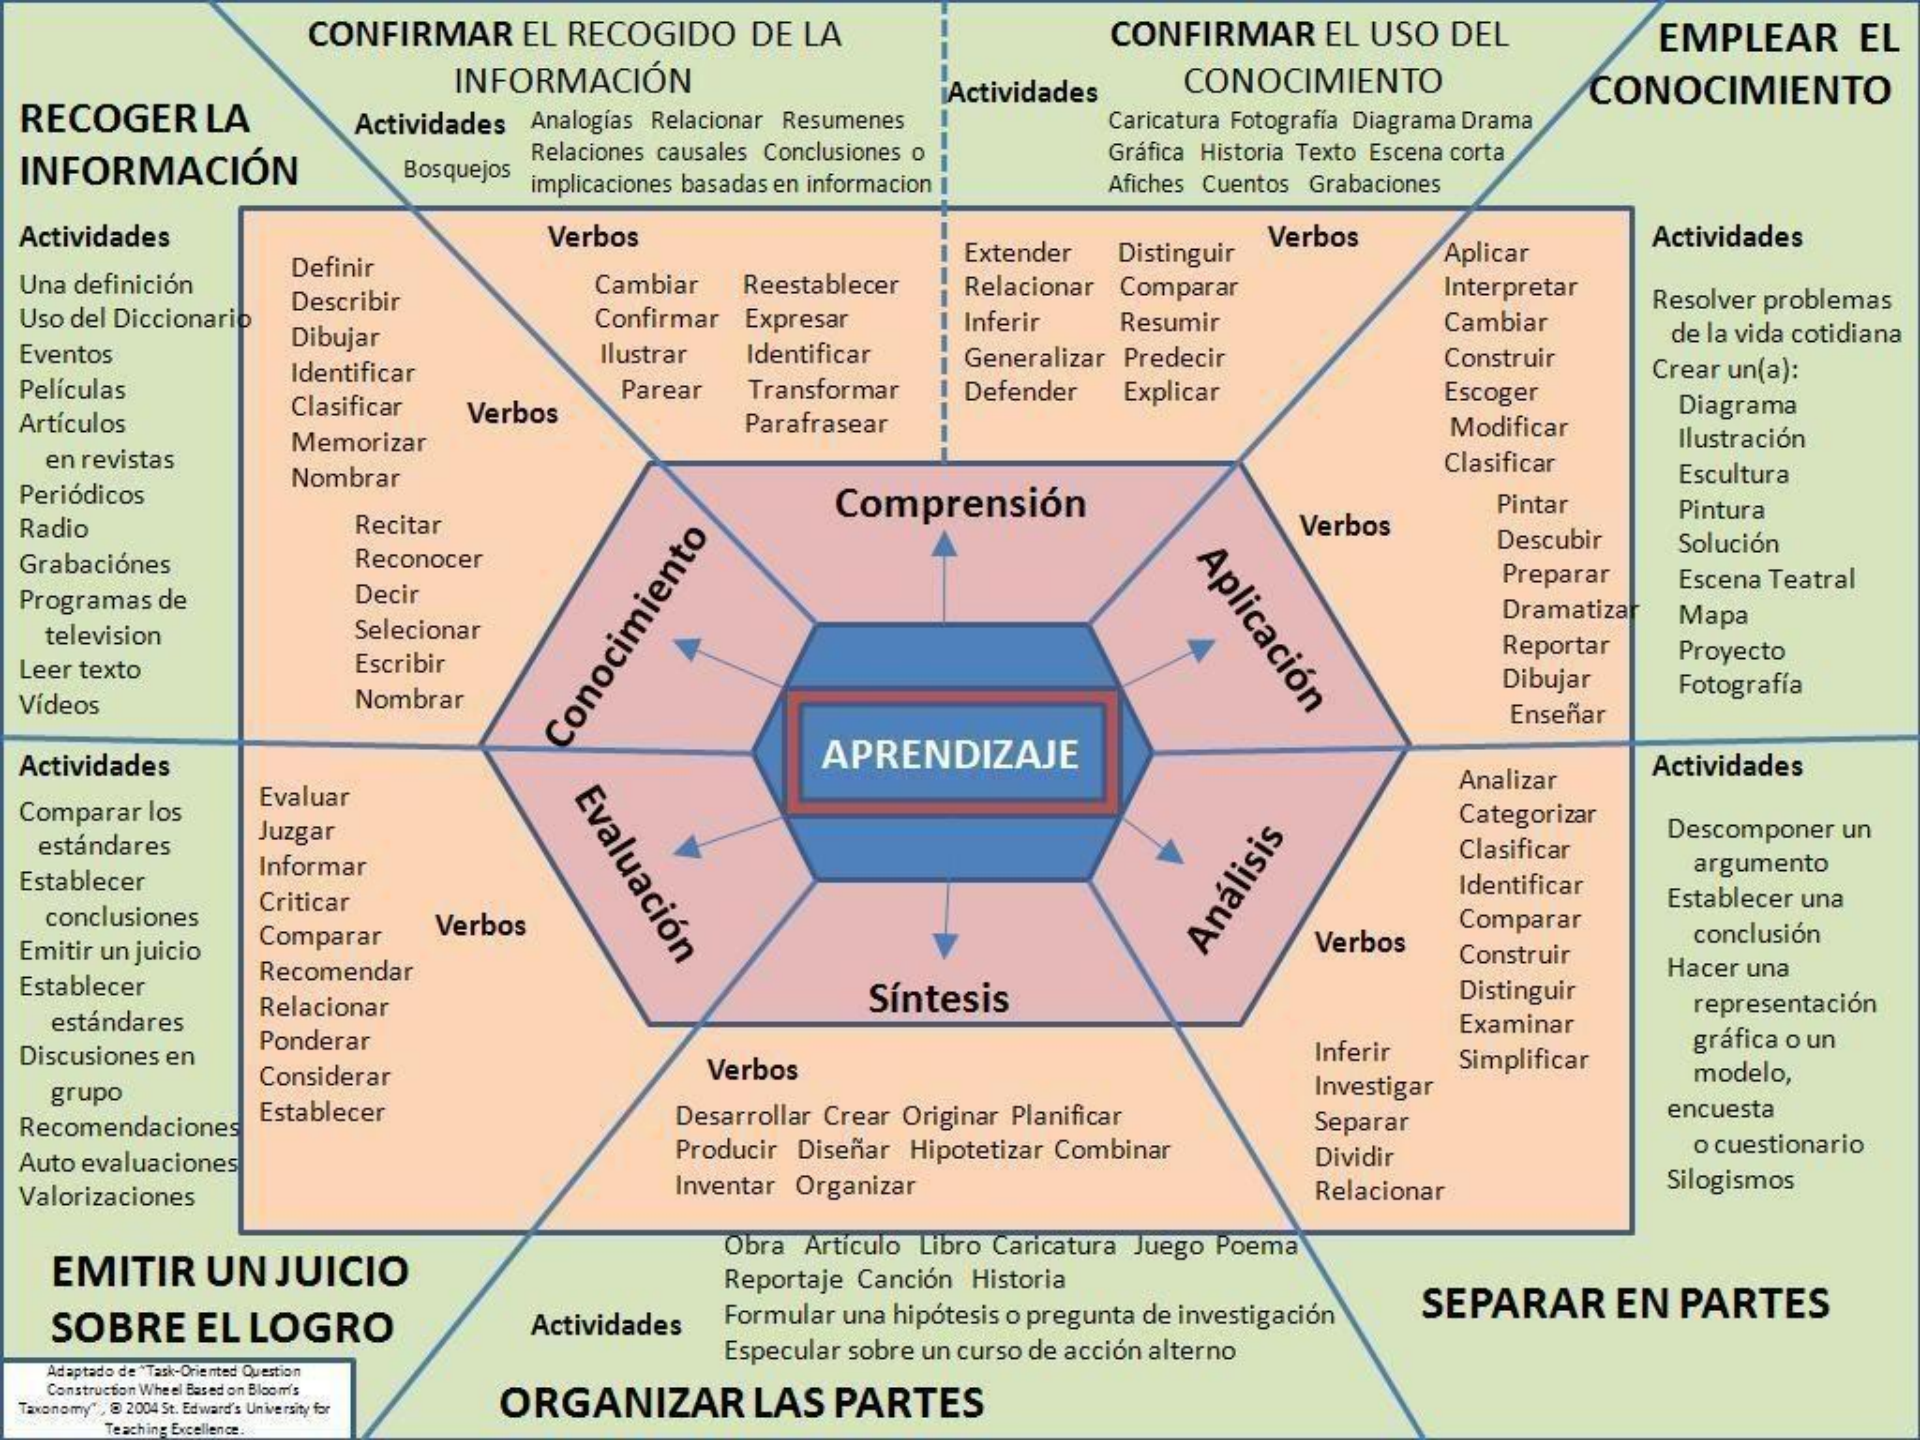 CONFIRMAR EL RECOGIDO DE LA
INFORMACIÓN
Actividades
Bosquejos
Analogías Relacionar Resumenes
Relaciones causales Conclusiones o
implicaciones basadas en informacion
CONFIRMAR EL USO DEL
CONOCIMIENTO
Actividades
Caricatura Fotografía Diagrama Drama
Gráfica Historia Texto Escena corta
Afiches Cuentos Grabaciones
EMPLEAR EL
CONOCIMIENTO
RECOGER LA
INFORMACIÓN
Actividades
Una definición
Uso del Diccionario
Eventos
Películas
Artículos
en revistas
Periódicos
Radio
Grabaciónes
Programas de
television
Leer texto
Vídeos
Definir
Describir
Dibujar
Identificar
Clasificar
Memorizar
Nombrar
Recitar
Reconocer
Decir
Selecionar
Escribir
Nombrar
Verbos
Verbos
Cambiar Reestablecer
Confirmar Expresar
Ilustrar Identificar
Parear Transformar
Parafrasear
Verbos
Extender Distinguir
Relacionar Comparar
Inferir Resumir
Generalizar Predecir
Defender Explicar
Aplicar
Interpretar
Cambiar
Construir
Escoger
Modificar
Clasificar
Pintar
Descubir
Preparar
Dramatizar
Reportar
Dibujar
Enseñar
Verbos
Actividades
Resolver problemas
de la vida cotidiana
Crear un(a):
Diagrama
Ilustración
Escultura
Pintura
Solución
Escena Teatral
Mapa
Proyecto
Fotografía
Comprensión
Conocimiento
Aplicación
APRENDIZAJE
Evaluación
Análisis
Síntesis
Actividades
Comparar los
estándares
Establecer
conclusiones
Emitir un juicio
Establecer
estándares
Discusiones en
grupo
Recomendaciones
Auto evaluaciones
Valorizaciones
Evaluar
Juzgar
Informar
Criticar
Comparar
Recomendar
Relacionar
Ponderar
Considerar
Establecer
Verbos
Verbos
Desarrollar Crear Originar Planificar
Producir Diseñar Hipotetizar Combinar
Inventar Organizar
Verbos
Analizar
Categorizar
Clasificar
Identificar
Comparar
Construir
Distinguir
Examinar
Simplificar
Inferir
Investigar
Separar
Dividir
Relacionar
Actividades
Descomponer un
argumento
Establecer una
conclusión
Hacer una
representación
gráfica o un
modelo,
encuesta
o cuestionario
Silogismos
EMITIR UN JUICIO
SOBRE EL LOGRO
Actividades
Obra Artículo Libro Caricatura Juego Poema
Reportaje Canción Historia
Formular una hipótesis o pregunta de investigación
Especular sobre un curso de acción alterno
ORGANIZAR LAS PARTES
SEPARAR EN PARTES
Adaptado de "Task-Oriented Question
Construction Wheel Based on Bloom's
Taxonomy", © 2004 St. Edward's University for
Teaching Excellence.